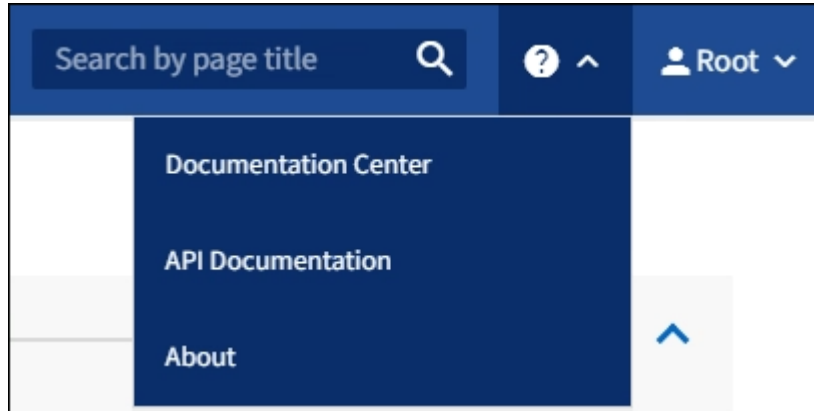 Search by page title
Root
Documentation Center
API Documentation
About